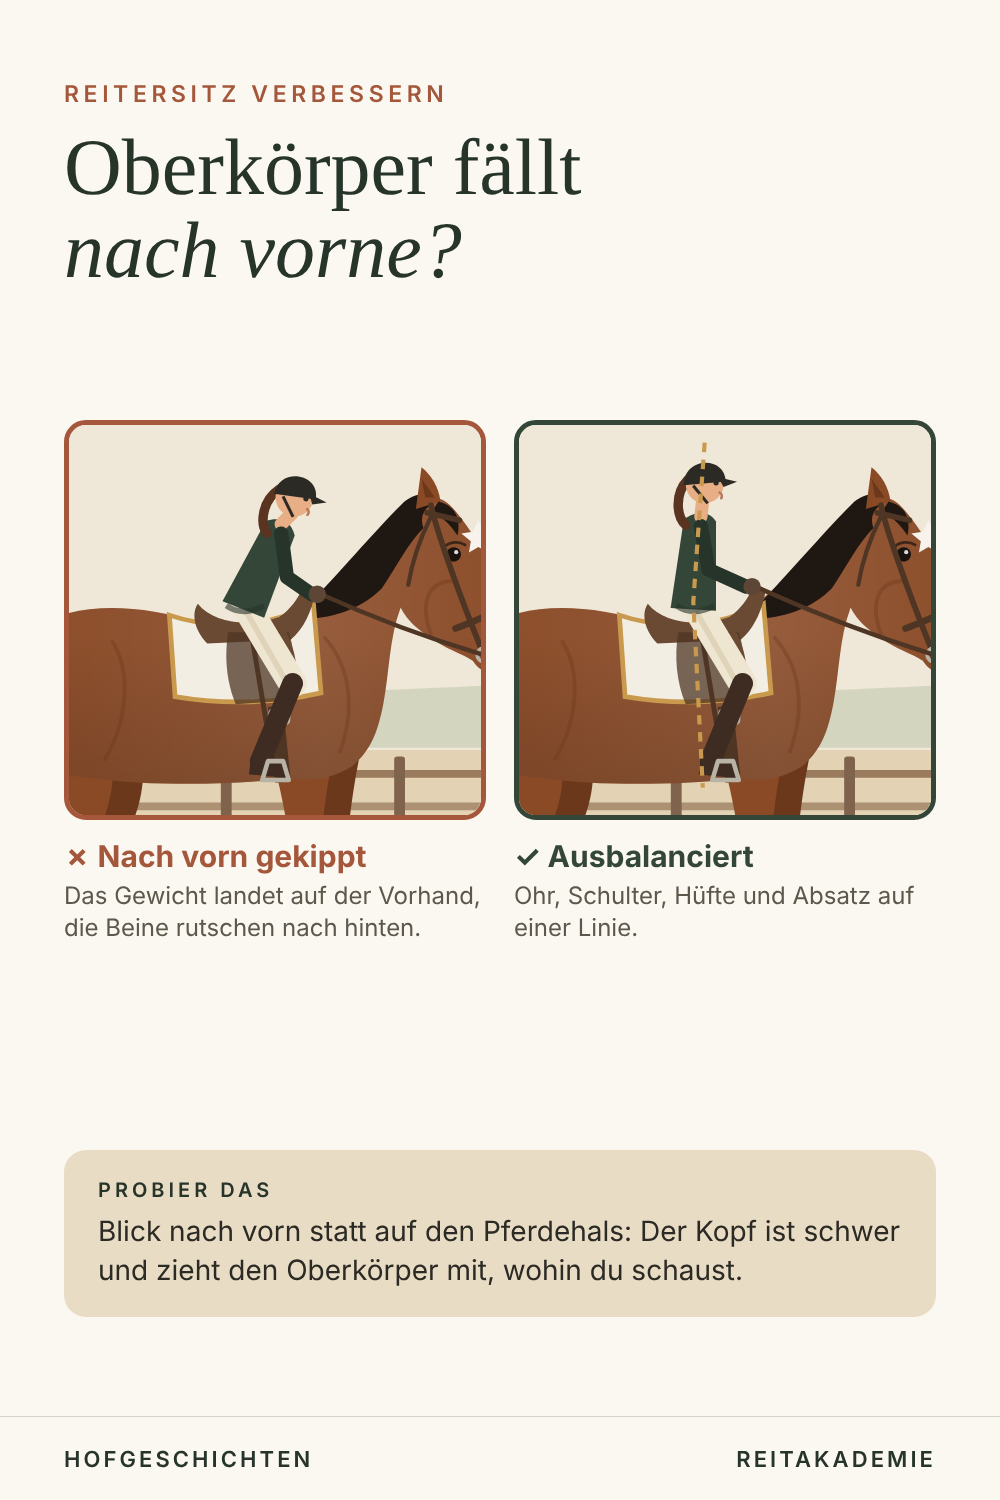 REITERSITZ VERBESSERN
Oberkörper fällt
nach vorne?
× Nach vorn gekippt
Das Gewicht landet auf der Vorhand,
die Beine rutschen nach hinten.
✓ Ausbalanciert
Ohr, Schulter, Hüfte und Absatz auf
einer Linie.
PROBIER DAS
Blick nach vorn statt auf den Pferdehals: Der Kopf ist schwer
und zieht den Oberkörper mit, wohin du schaust.
HOFGESCHICHTEN
REITAKADEMIE